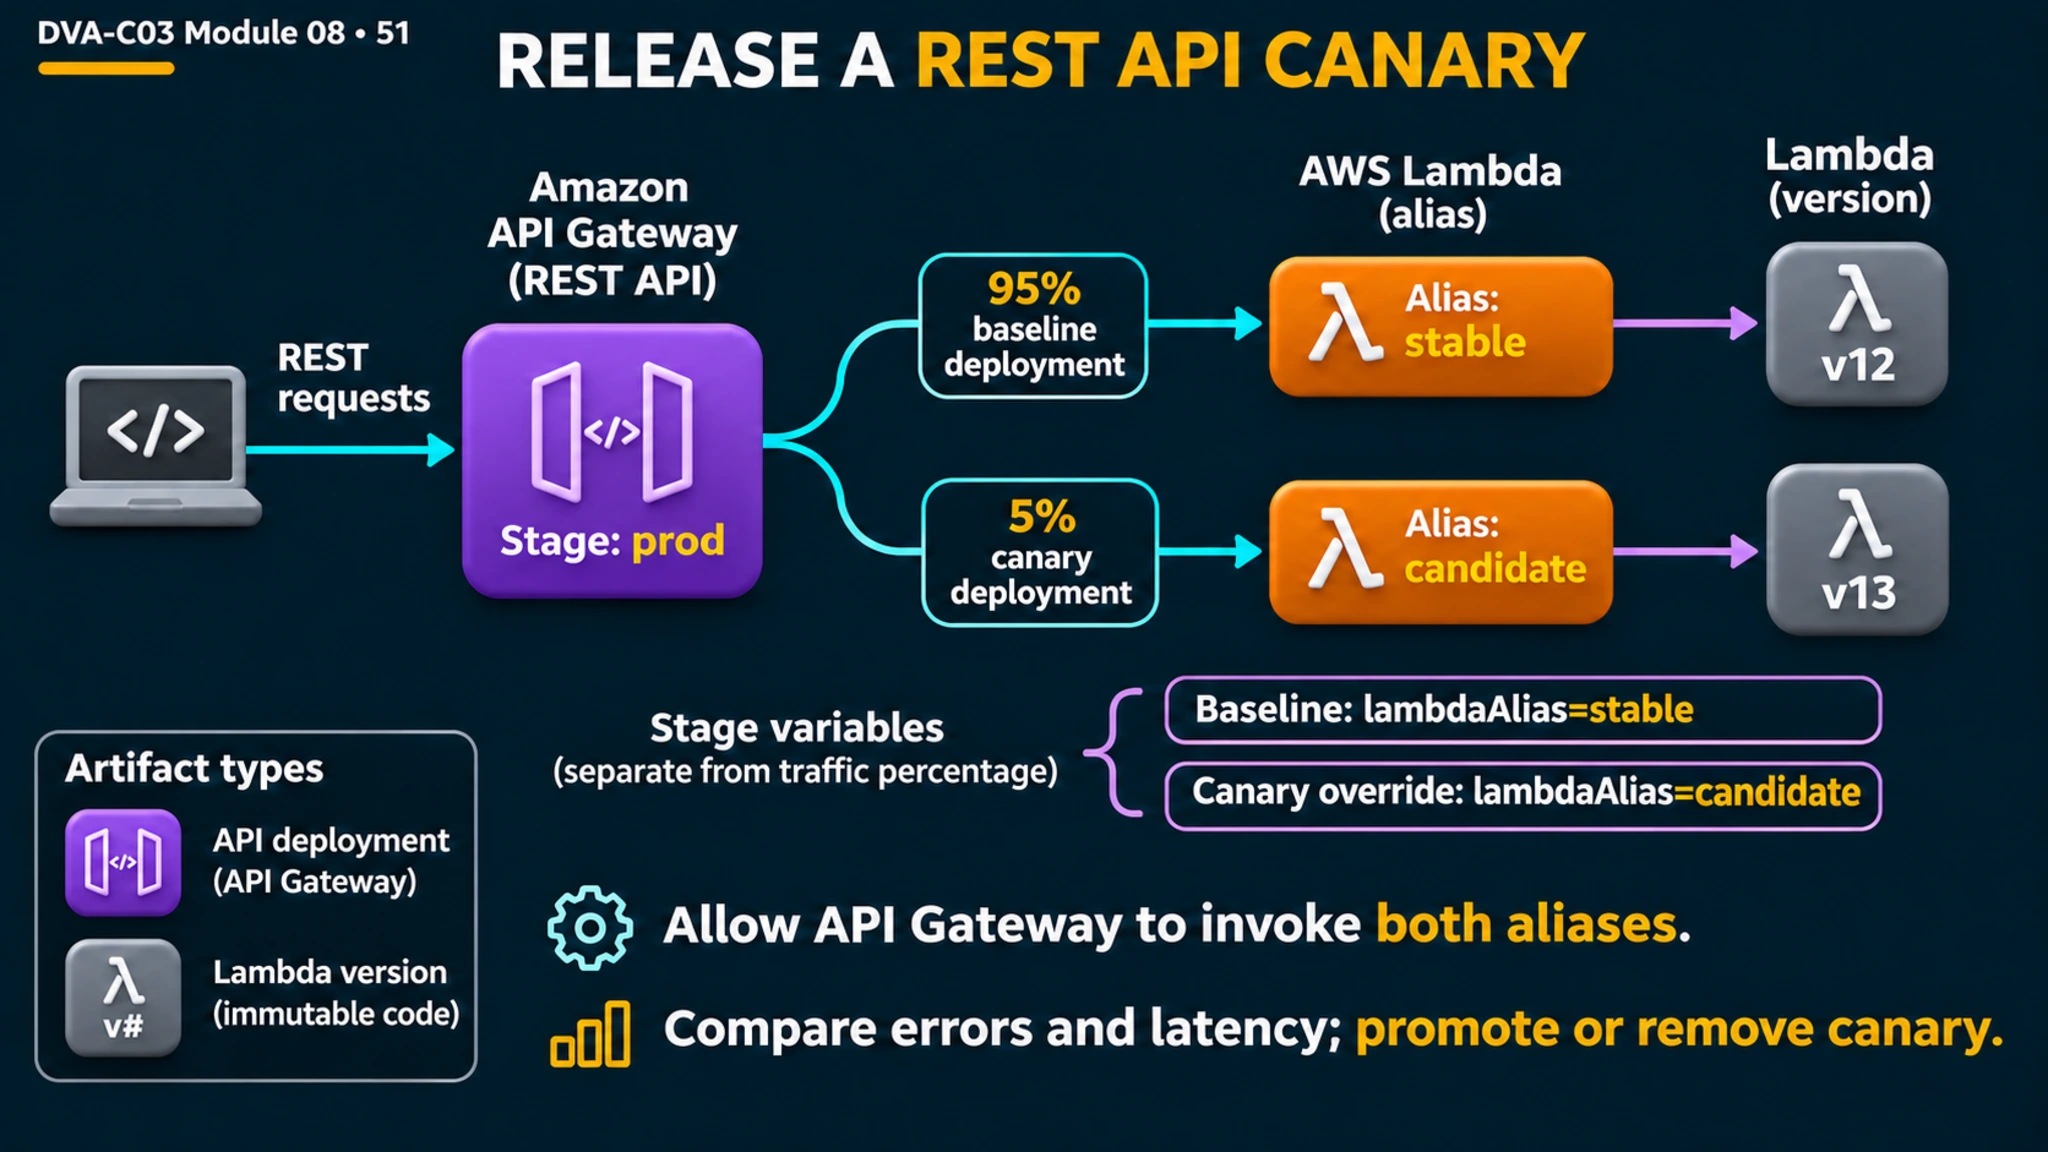 DVA-C03 Module 08 • 51
RELEASE A REST API CANARY
Amazon
API Gateway
(REST API)
AWS Lambda
(alias)
Lambda
(version)
REST
requests
</>
</>
Stage: prod
95%
baseline
deployment
Alias:
stable
v12
5%
canary
deployment
Alias:
candidate
v13
Stage variables
(separate from traffic percentage)
Baseline: lambdaAlias=stable
Canary override: lambdaAlias=candidate
Artifact types
</>
API deployment
(API Gateway)
λ
v#
Lambda version
(immutable code)
Allow API Gateway to invoke both aliases.
Compare errors and latency; promote or remove canary.